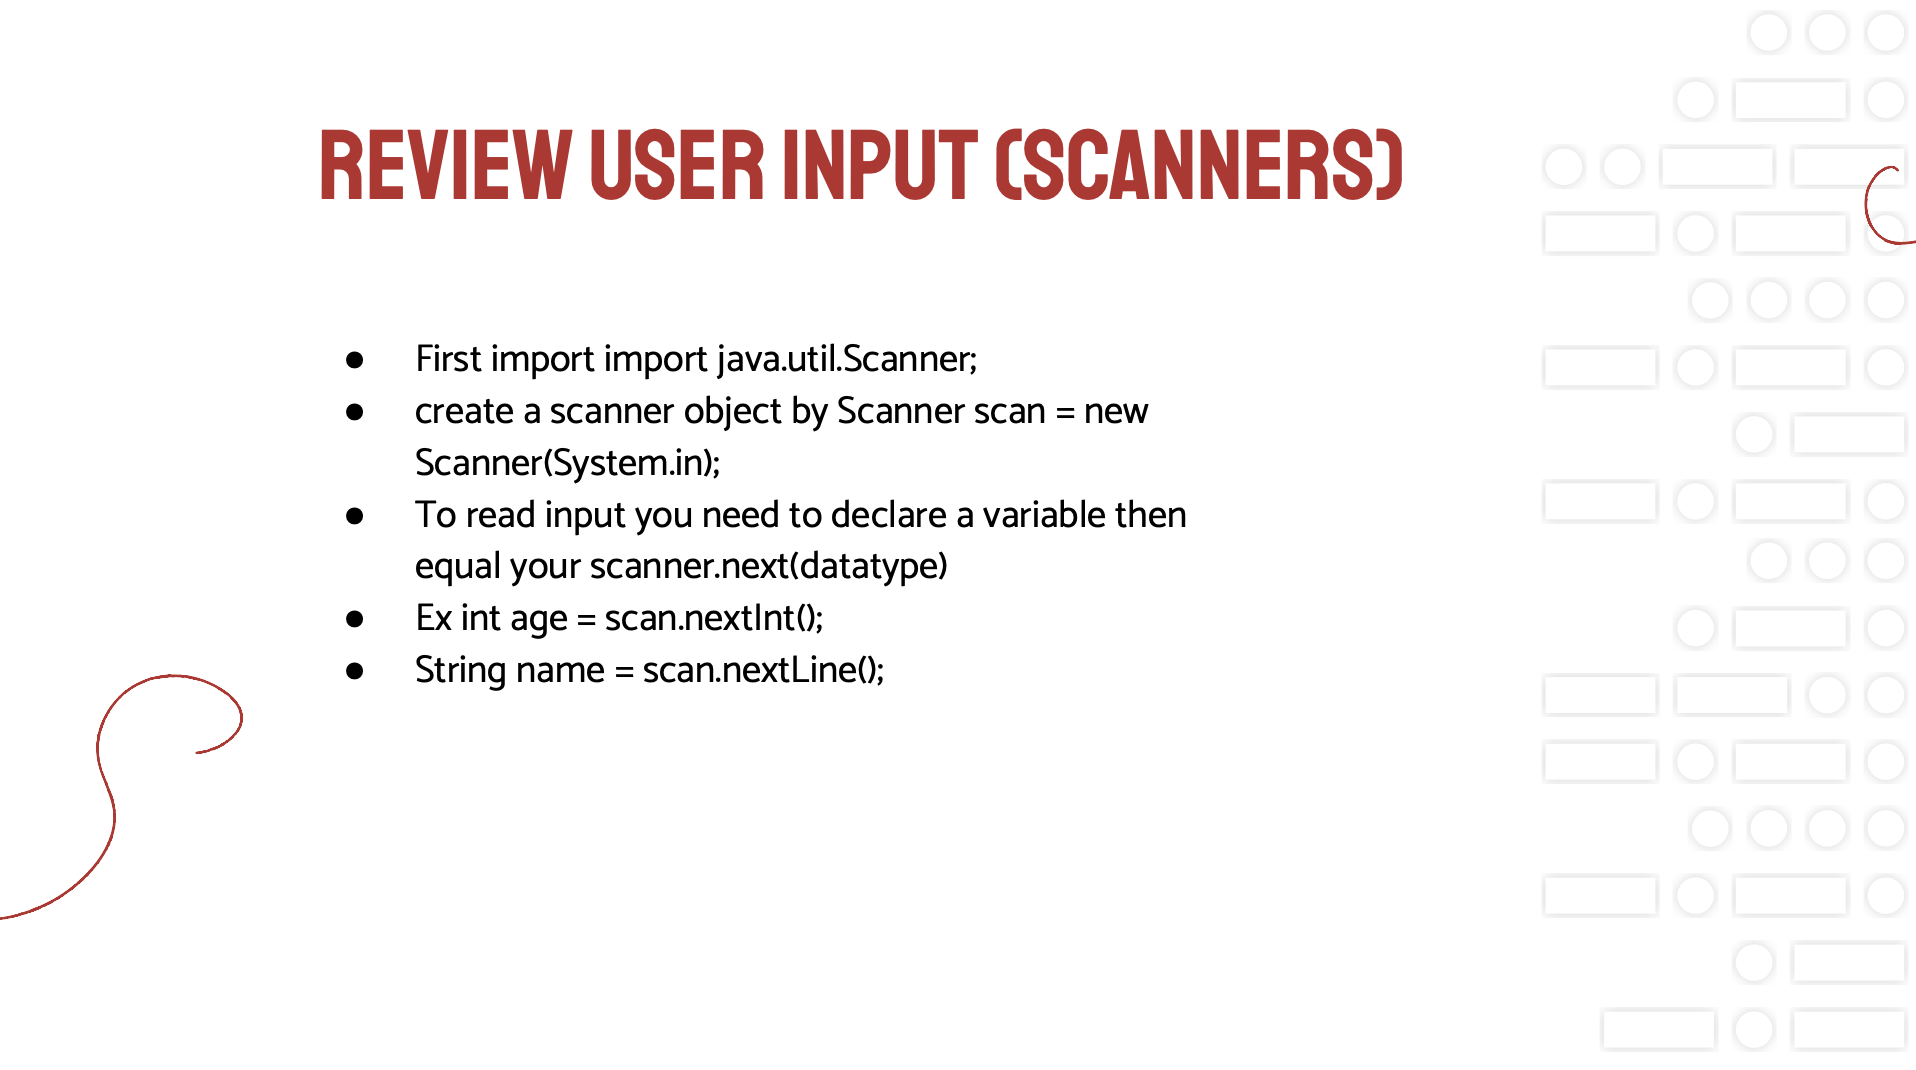 REVIEW USER INPUT (SCANNERS)
● First import import java.util.Scanner;
● create a scanner object by Scanner scan = new
Scanner(System.in);
● To read input you need to declare a variable then
equal your scanner.next(datatype)
● Ex int age = scan.nextInt();
● String name = scan.nextLine();